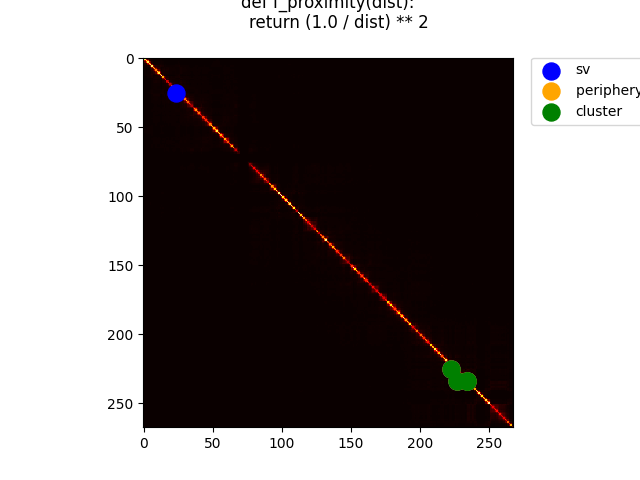 def f_proximity(dist):
return (1.0 / dist) ** 2
0
50
100
150
200
250
0 50 100 150 200 250
sv
periphery
cluster